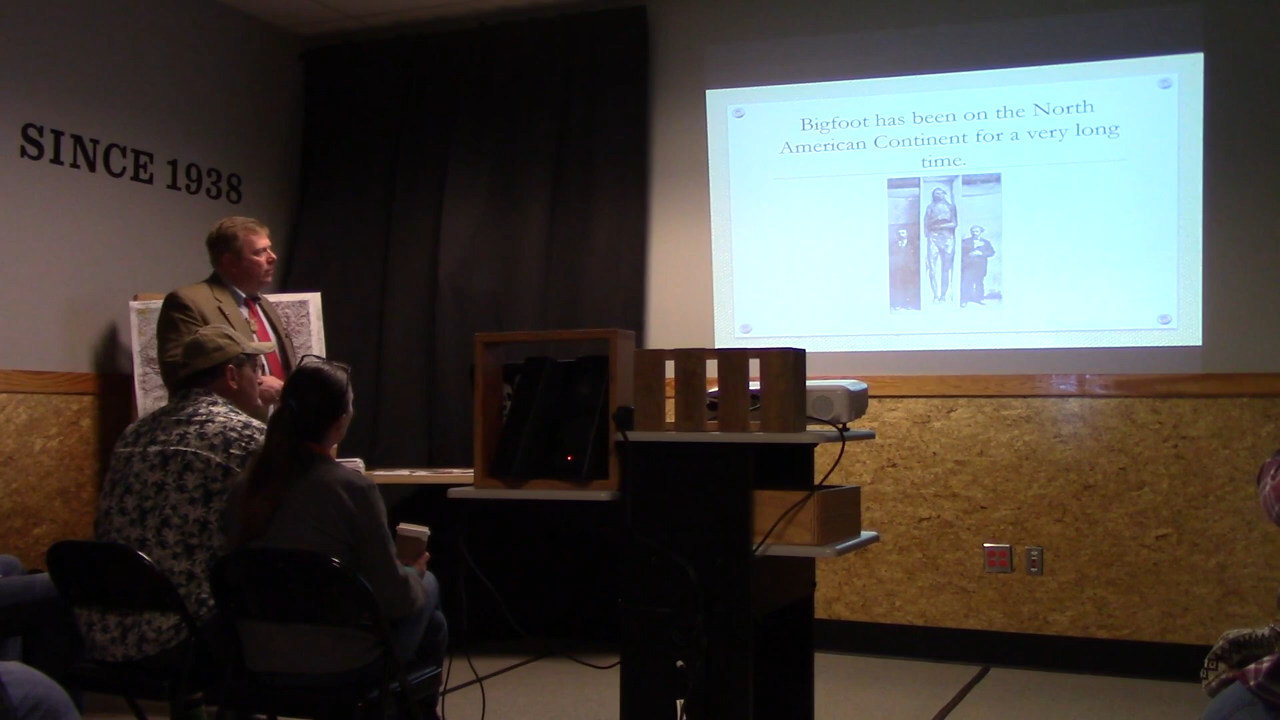 SINCE 1938
Bigfoot has been on the North
American Continent for a very long
time.